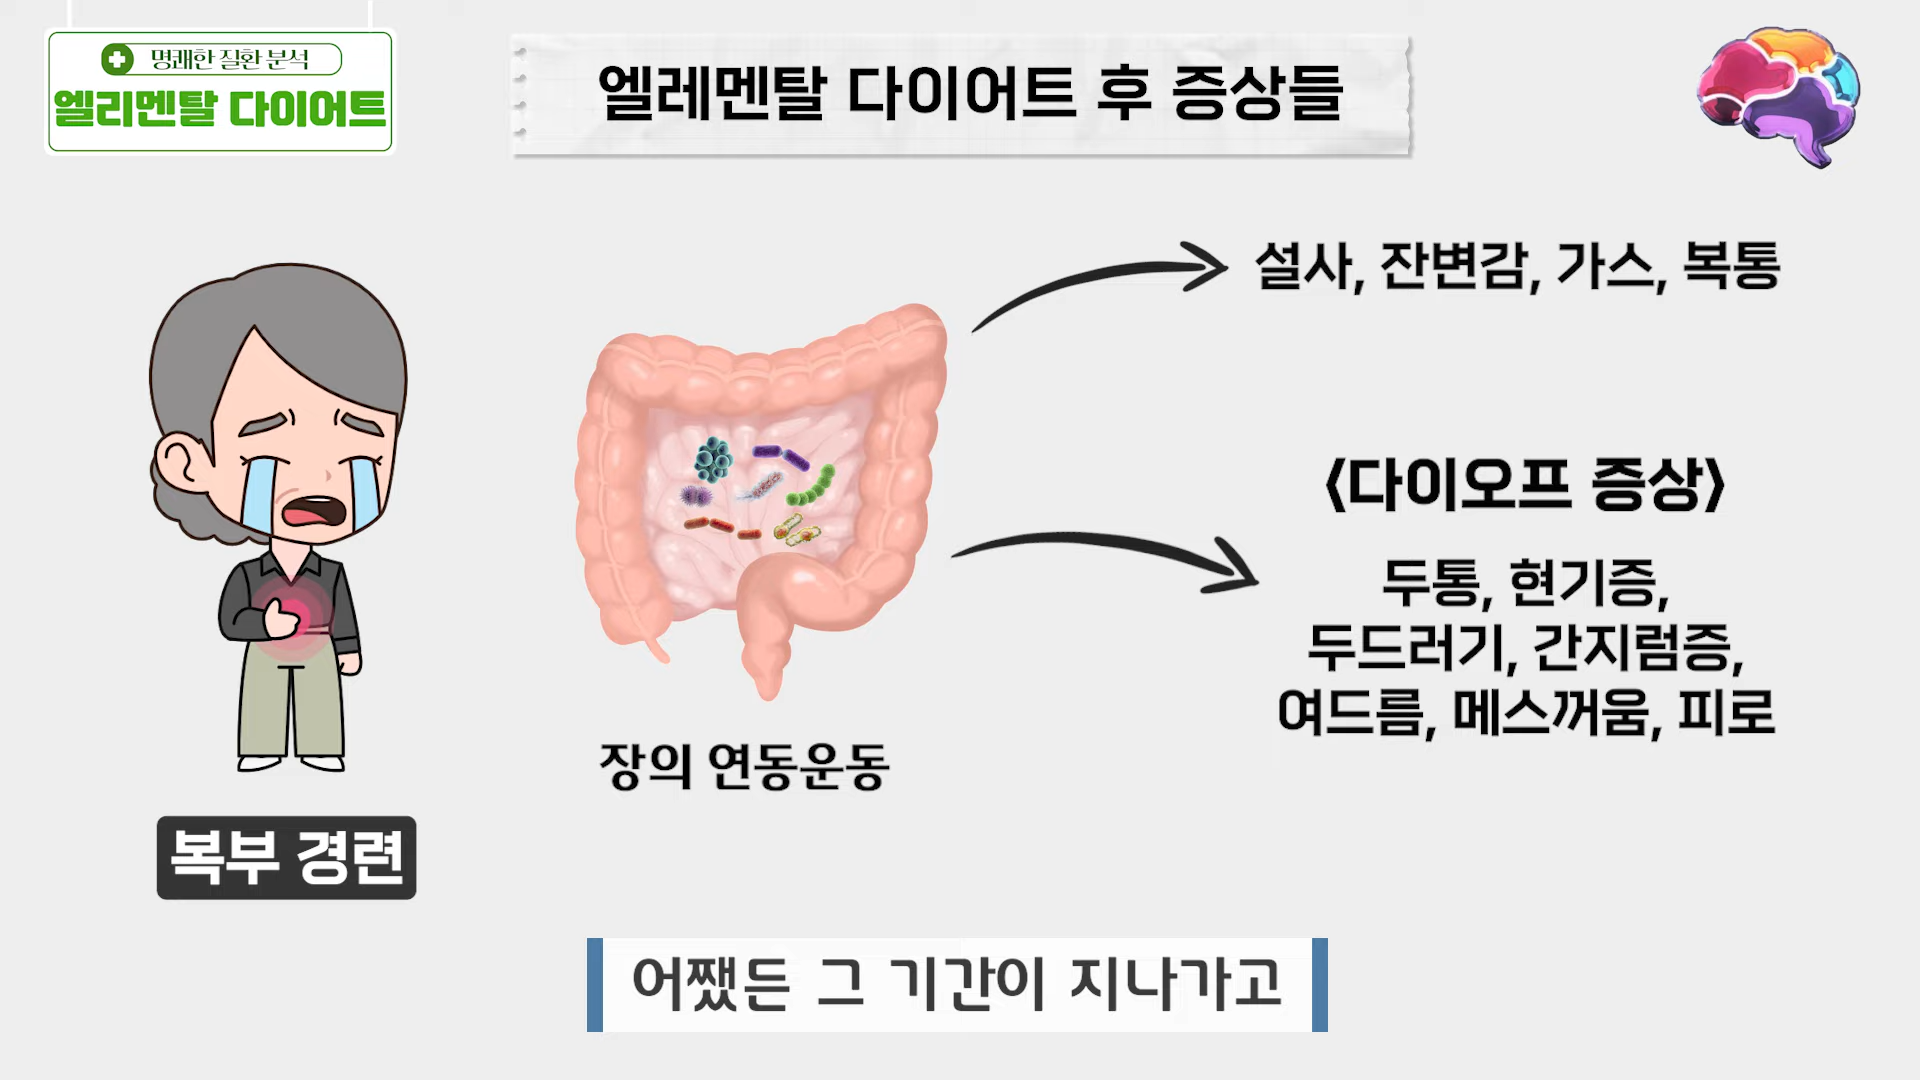 명쾌한 질환 분석
엘리멘탈 다이어트
엘레멘탈 다이어트 후 증상들
설사, 잔변감, 가스, 복통
<다이오프 증상>
두통, 현기증,
두드러기, 간지럼증,
여드름, 메스꺼움, 피로
장의 연동운동
복부 경련
어쨌든 그 기간이 지나가고